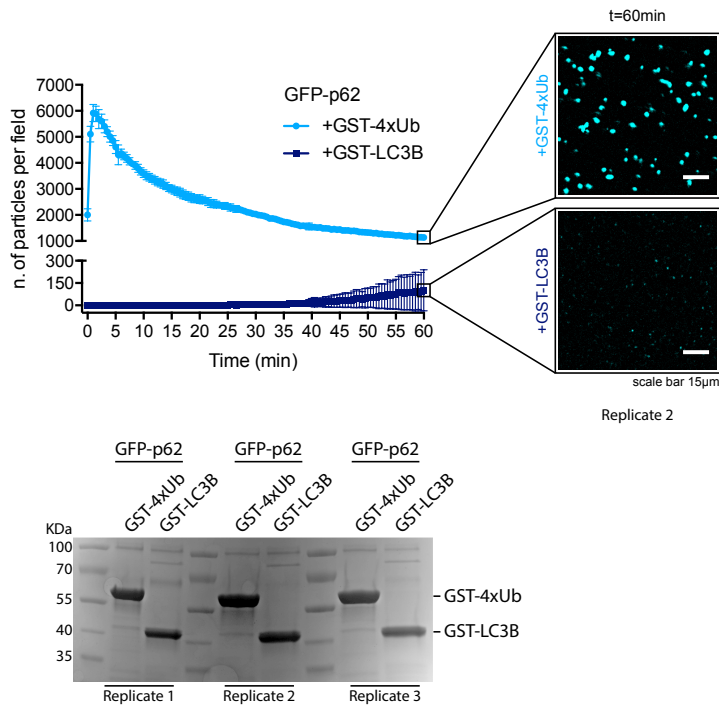 t=60min
GFP-p62
+GST-4xUb
+GST-LC3B
n. of particles per field
7000
6000
5000
4000
3000
2000
1000
300
150
0
0 5 10 15 20 25 30 35 40 45 50 55 60
Time (min)
+GST-4xUb
+GST-LC3B
scale bar 15µm
Replicate 2
GFP-p62 GFP-p62 GFP-p62
GST-4xUb GST-LC3B GST-4xUb GST-LC3B GST-4xUb GST-LC3B
KDa
100
70
55
40
35
GST-4xUb
GST-LC3B
Replicate 1 Replicate 2 Replicate 3